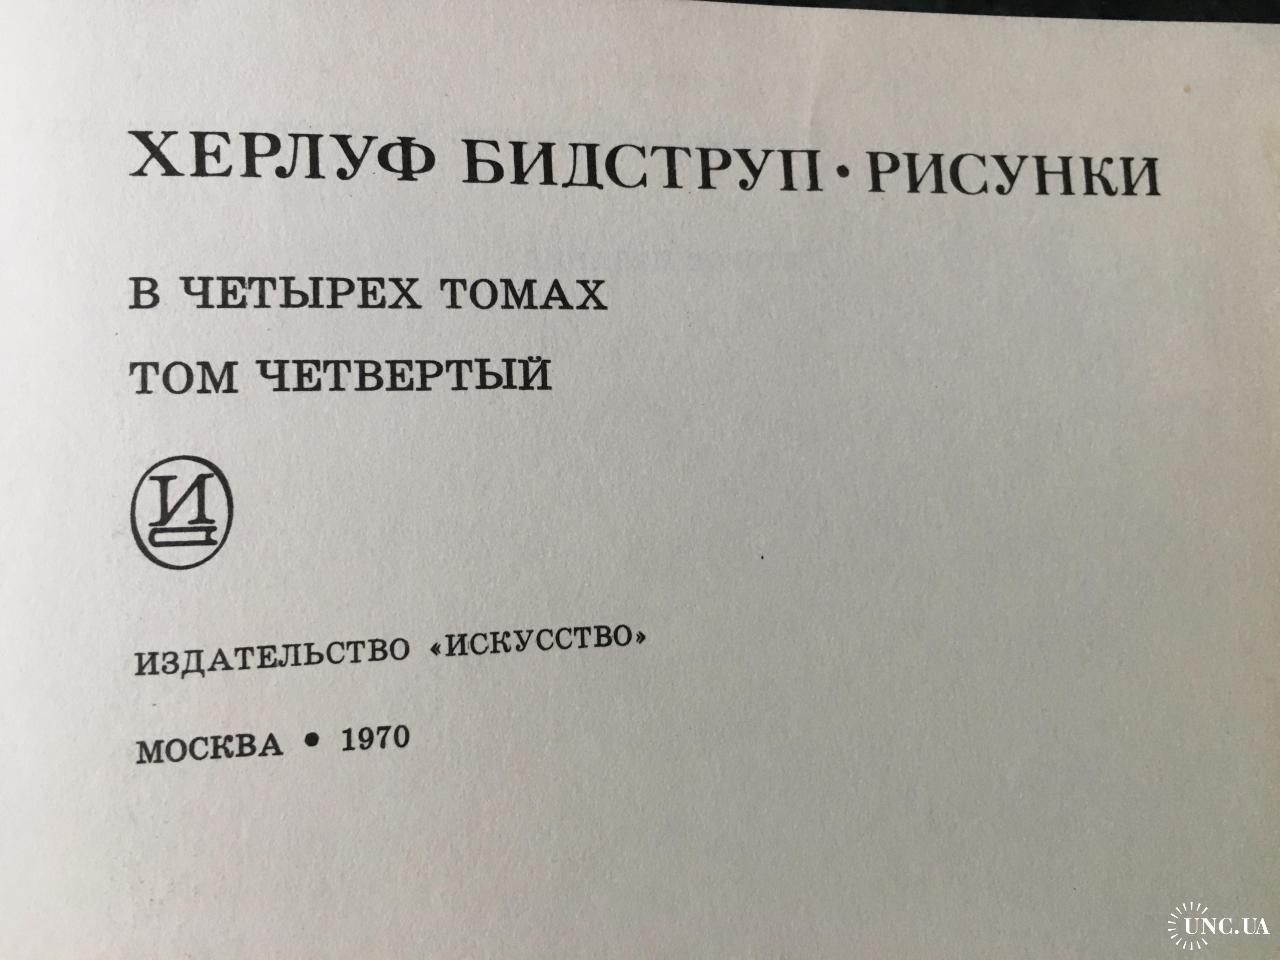 ХЕРЛУФ БИДСТРУП • РИСУНКИ
В ЧЕТЫРЕХ ТОМАХ
ТОМ ЧЕТВЕРТЫЙ
И
ИЗДАТЕЛЬСТВО «ИСКУССТВО»
МОСКВА • 1970
UNC.UA